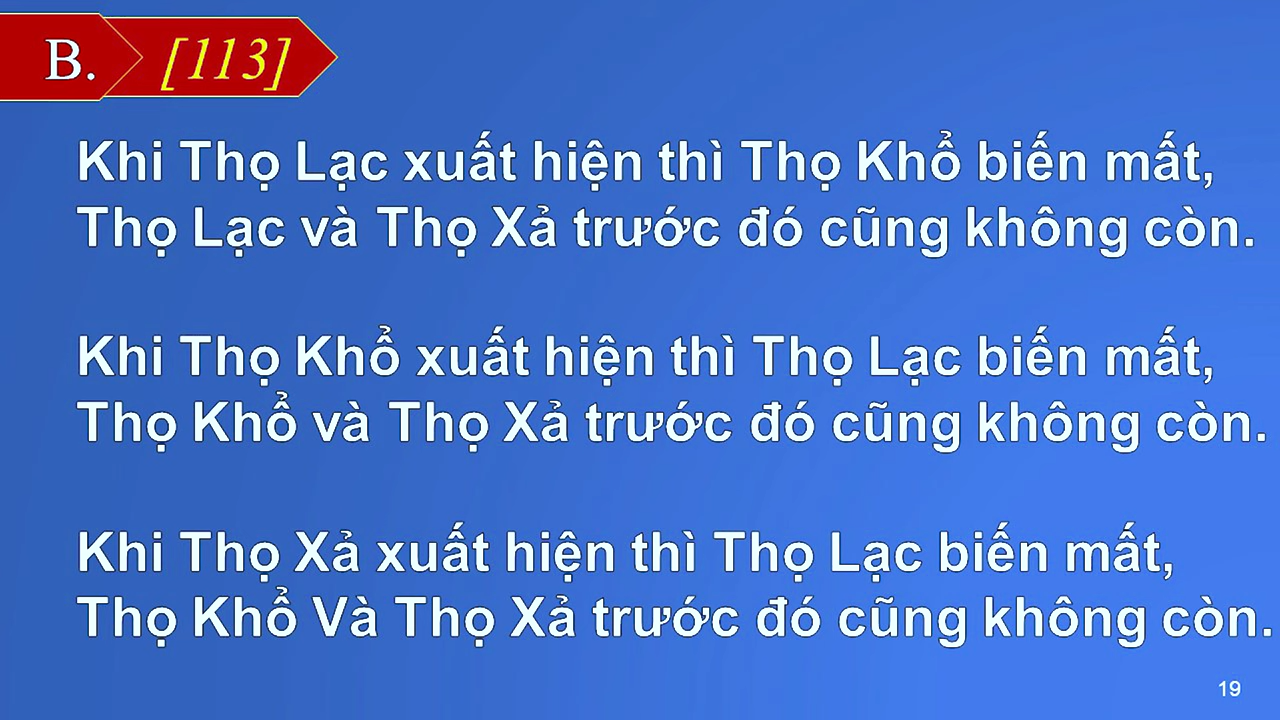 B. [113]
Khi Thọ Lạc xuất hiện thì Thọ Khổ biến mất,
Thọ Lạc và Thọ Xả trước đó cũng không còn.
Khi Thọ Khổ xuất hiện thì Thọ Lạc biến mất,
Thọ Khổ và Thọ Xả trước đó cũng không còn.
Khi Thọ Xả xuất hiện thì Thọ Lạc biến mất,
Thọ Khổ Và Thọ Xả trước đó cũng không còn.
19